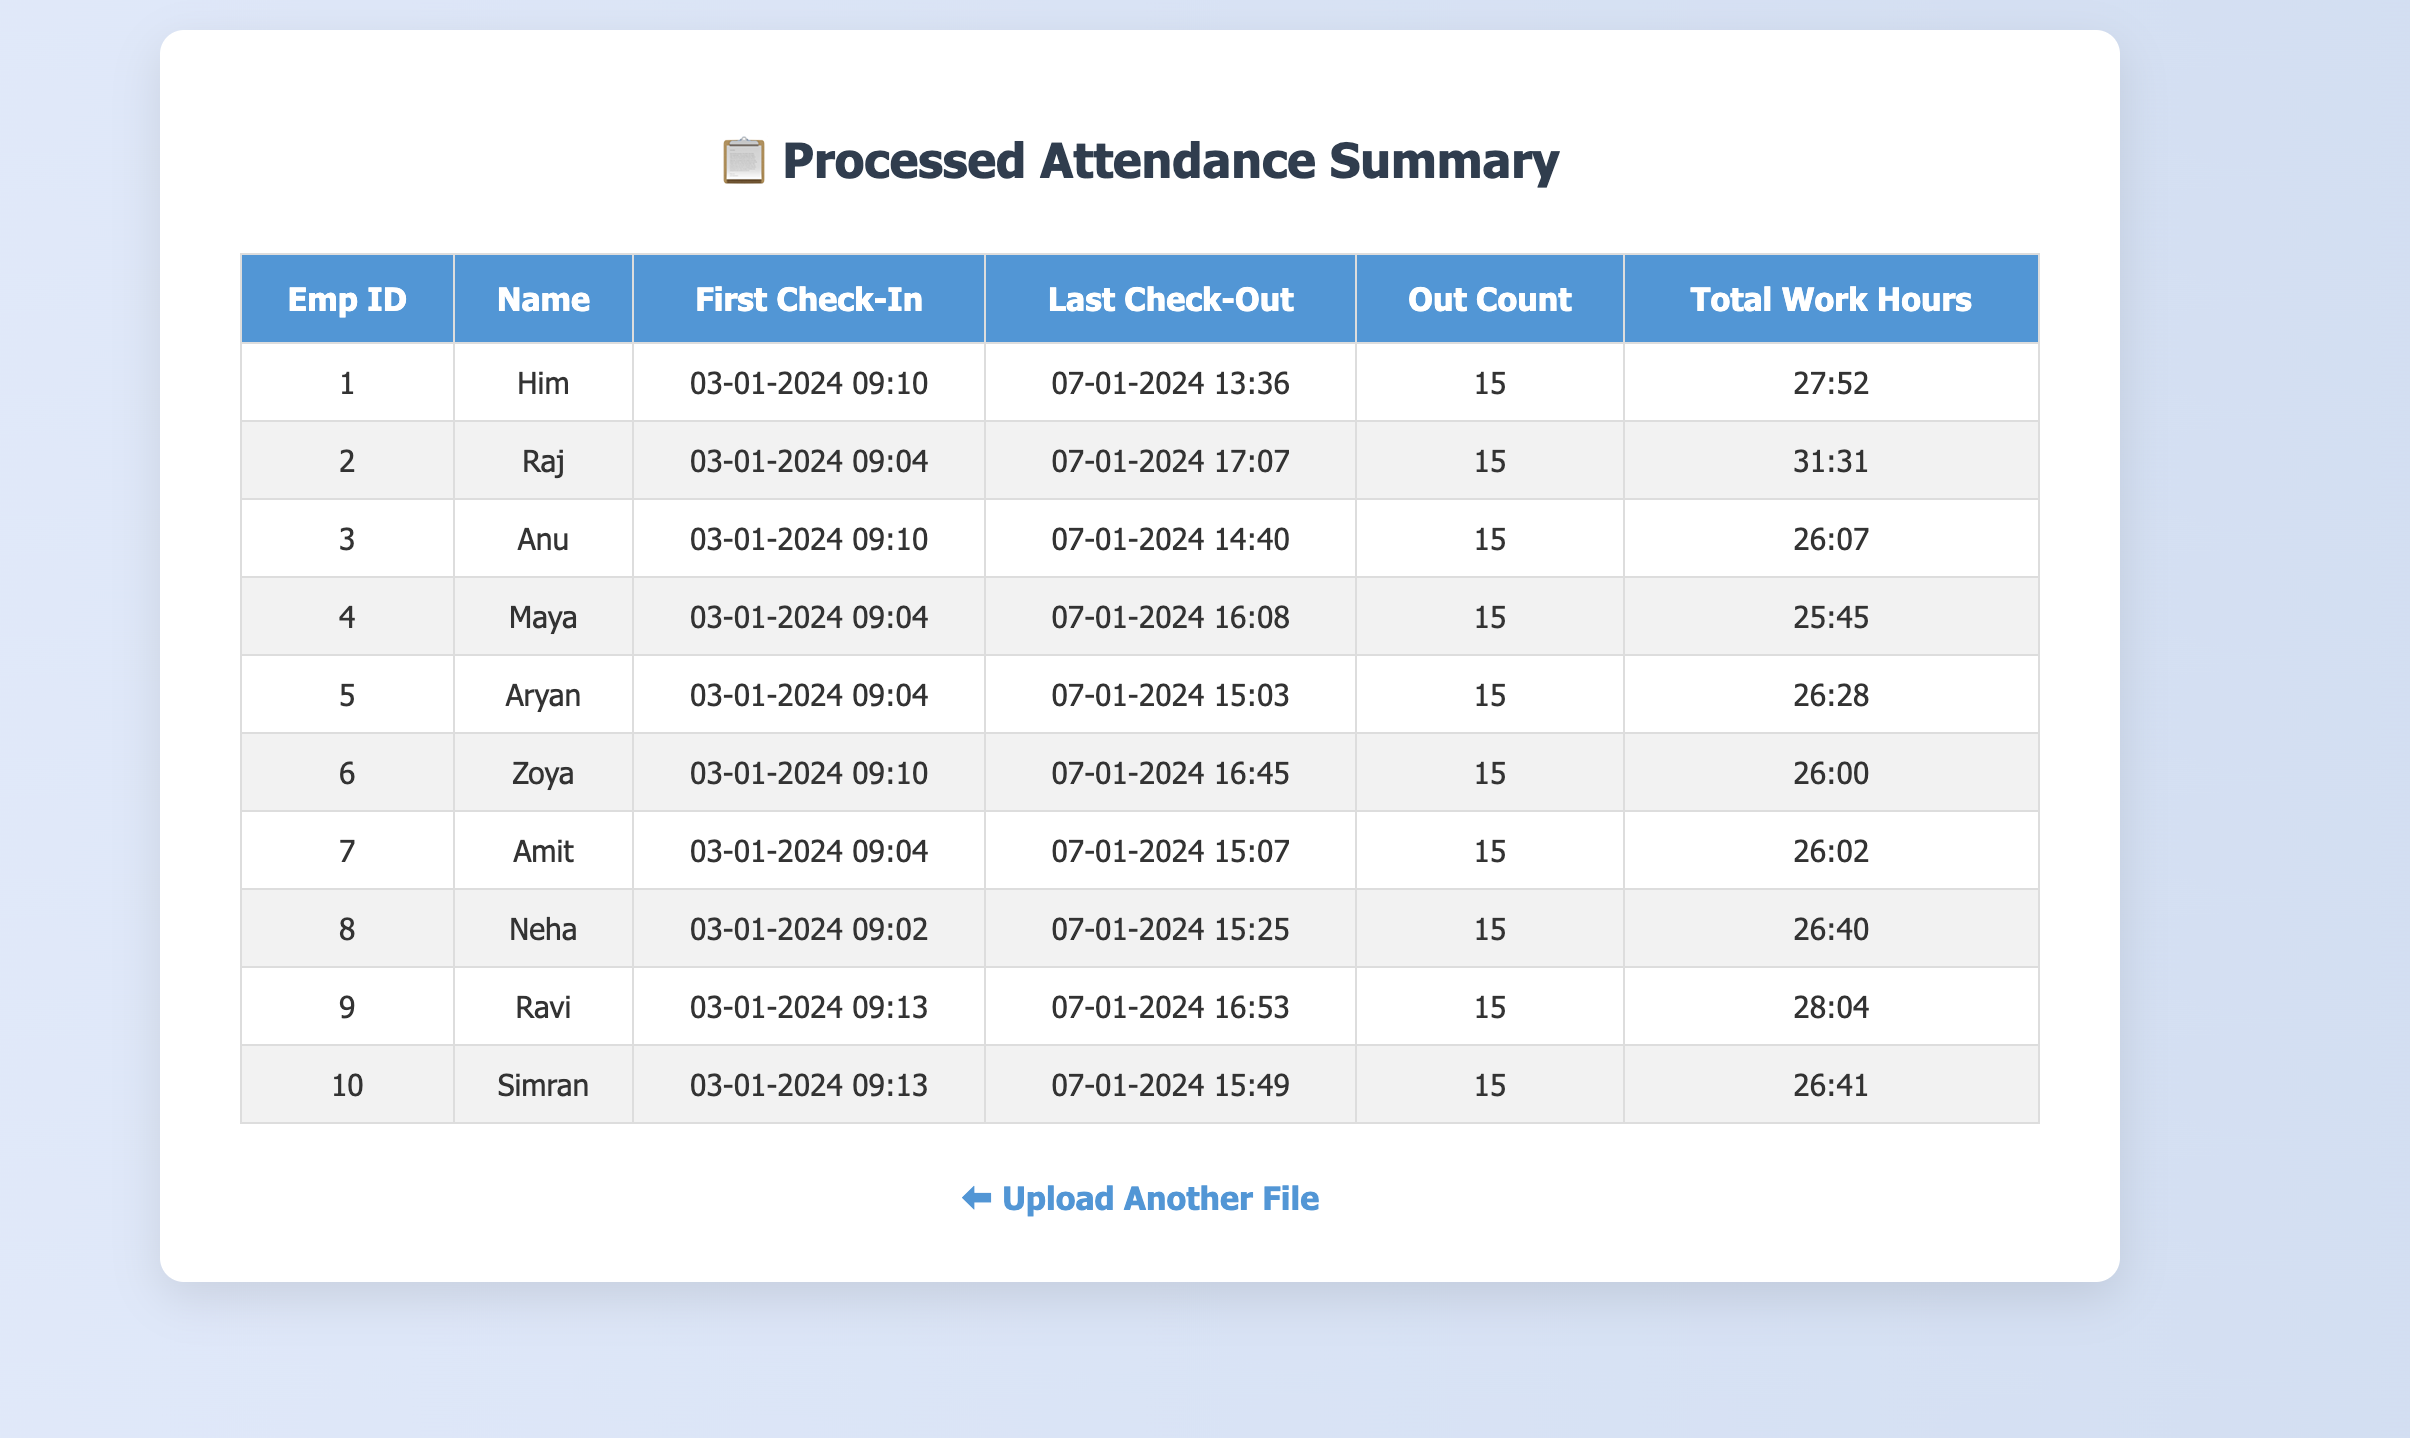 📋 Processed Attendance Summary
Emp ID Name First Check-In Last Check-Out Out Count Total Work Hours
1 Him 03-01-2024 09:10 07-01-2024 13:36 15 27:52
2 Raj 03-01-2024 09:04 07-01-2024 17:07 15 31:31
3 Anu 03-01-2024 09:10 07-01-2024 14:40 15 26:07
4 Maya 03-01-2024 09:04 07-01-2024 16:08 15 25:45
5 Aryan 03-01-2024 09:04 07-01-2024 15:03 15 26:28
6 Zoya 03-01-2024 09:10 07-01-2024 16:45 15 26:00
7 Amit 03-01-2024 09:04 07-01-2024 15:07 15 26:02
8 Neha 03-01-2024 09:02 07-01-2024 15:25 15 26:40
9 Ravi 03-01-2024 09:13 07-01-2024 16:53 15 28:04
10 Simran 03-01-2024 09:13 07-01-2024 15:49 15 26:41
⬅ Upload Another File